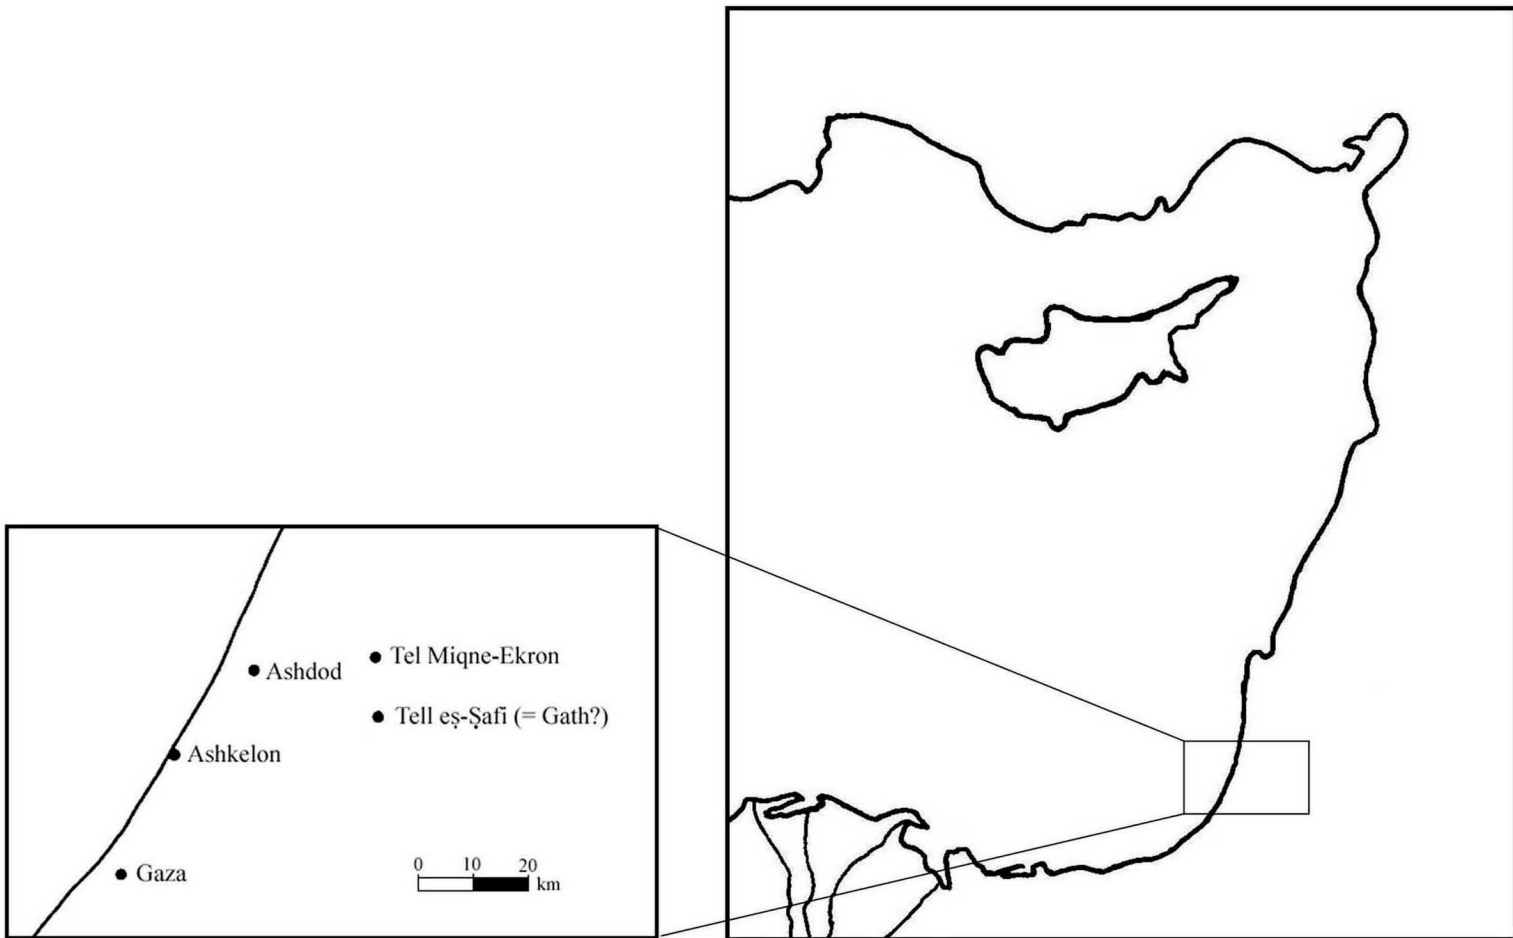 Tel Miqne-Ekron
Ashdod
Tell eṣ-Ṣafi (= Gath?)
Ashkelon
Gaza
0 10 20
km